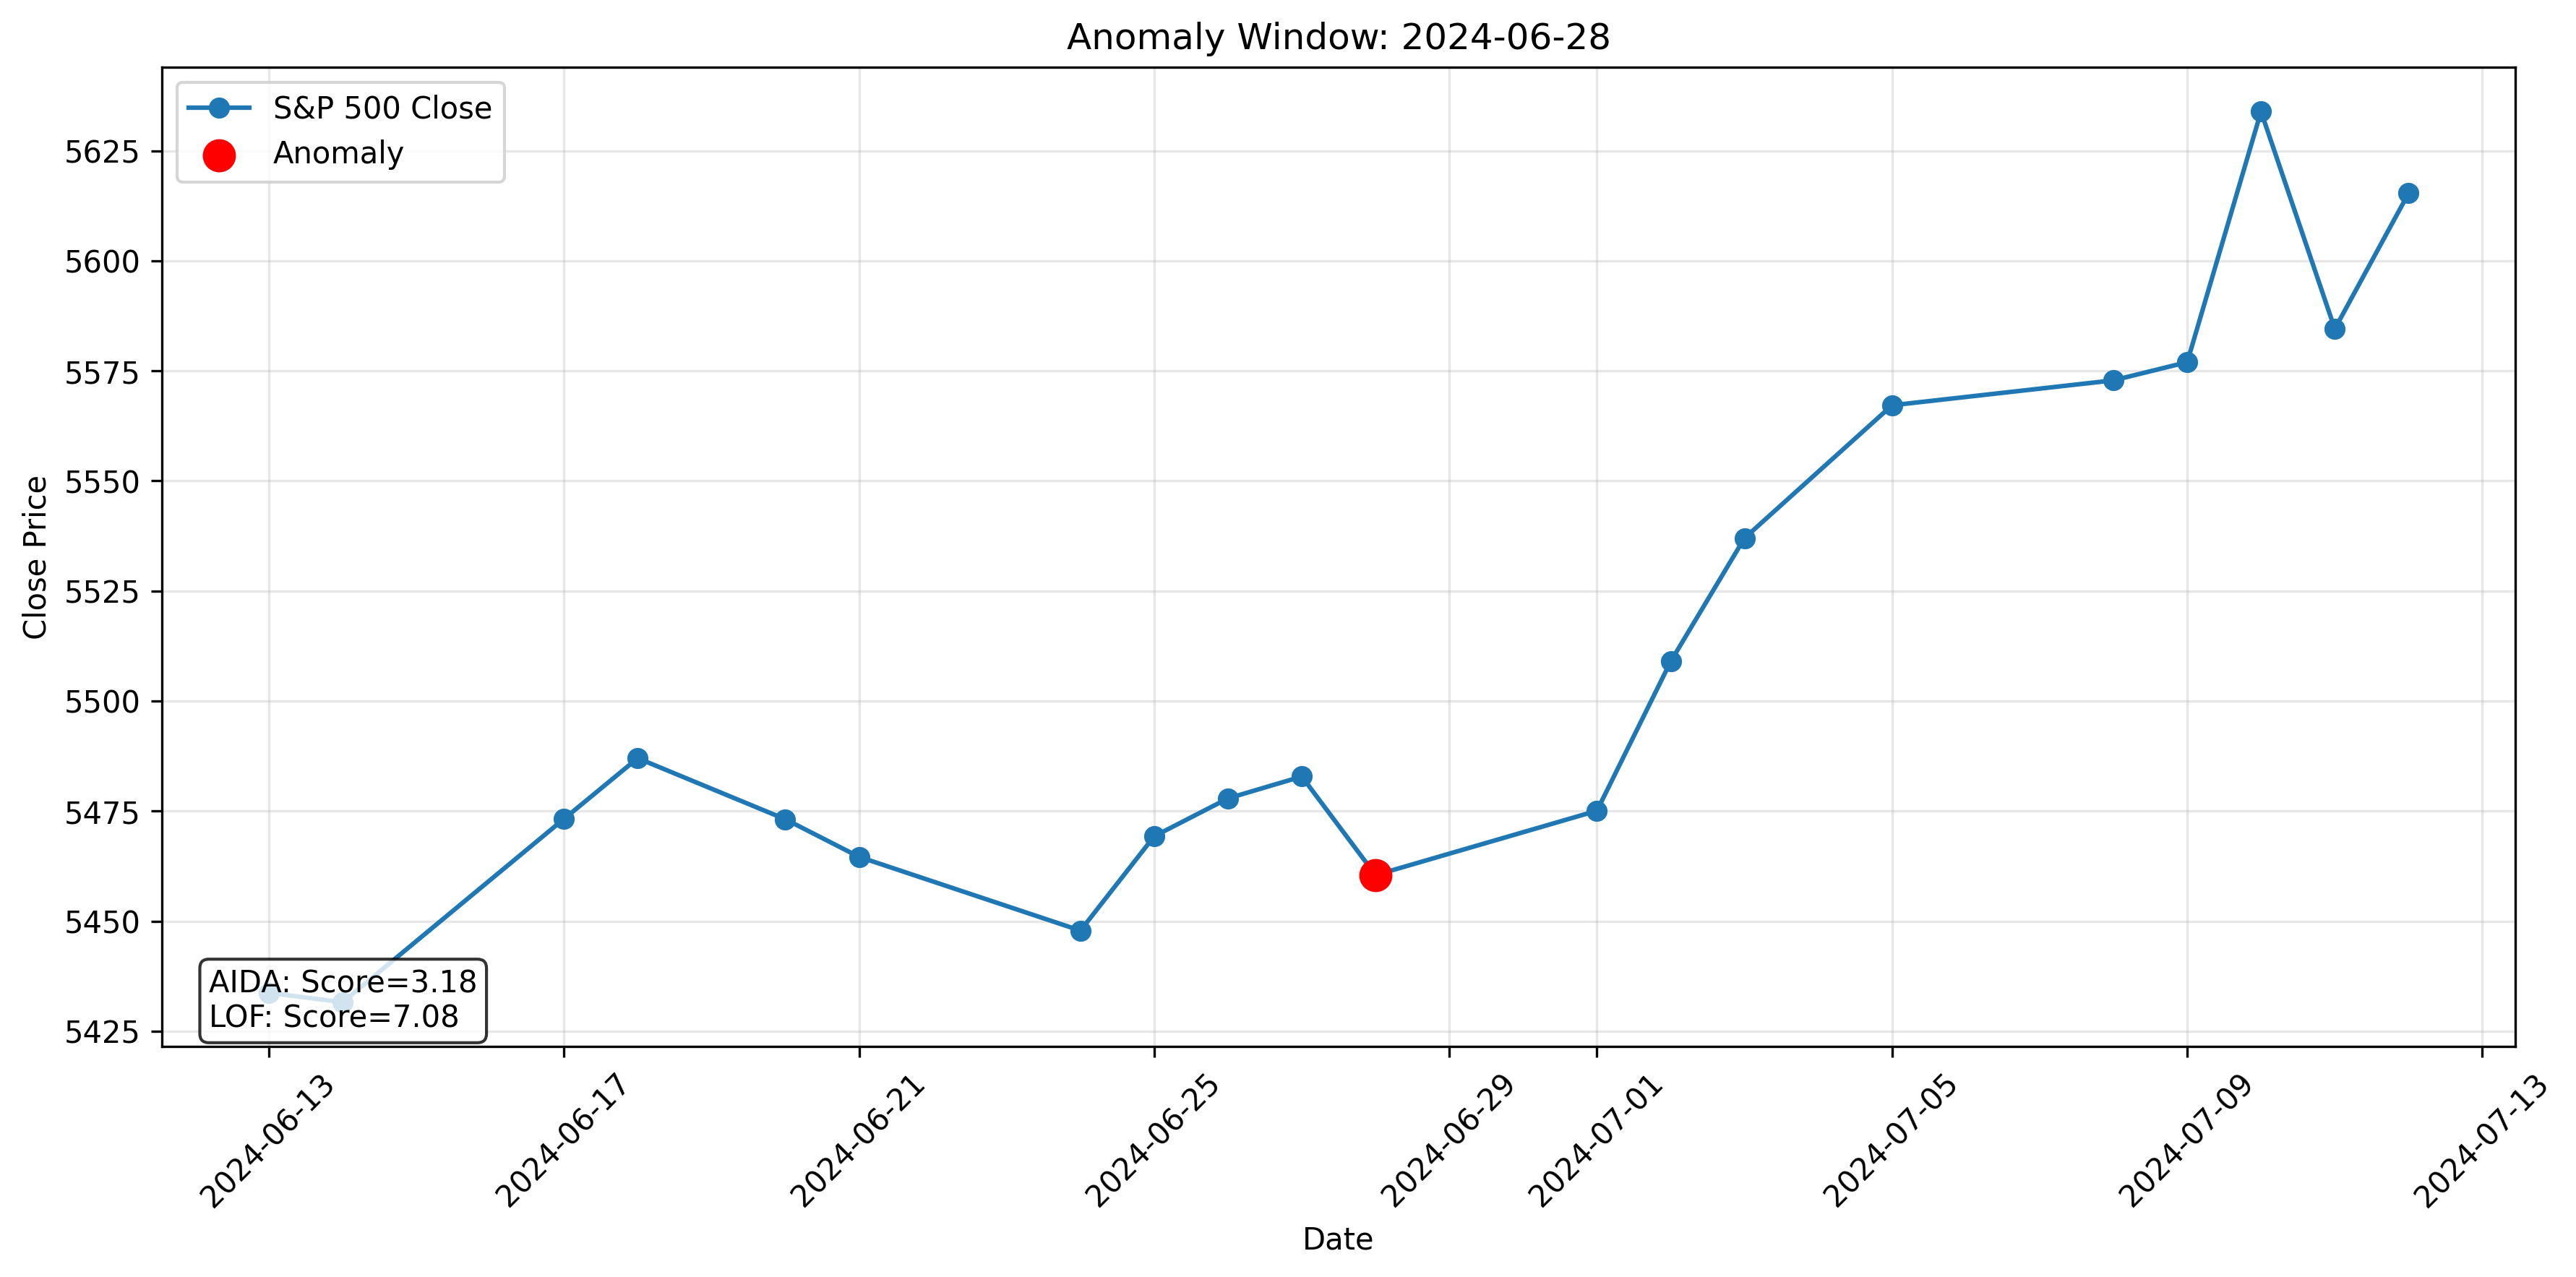 Anomaly Window: 2024-06-28
S&P 500 Close
Anomaly
5625
5600
5575
5550
5525
5500
5475
5450
5425
Close Price
AIDA: Score=3.18
LOF: Score=7.08
2024-06-13
2024-06-17
2024-06-21
2024-06-25
2024-06-29
2024-07-01
2024-07-05
2024-07-09
2024-07-13
Date